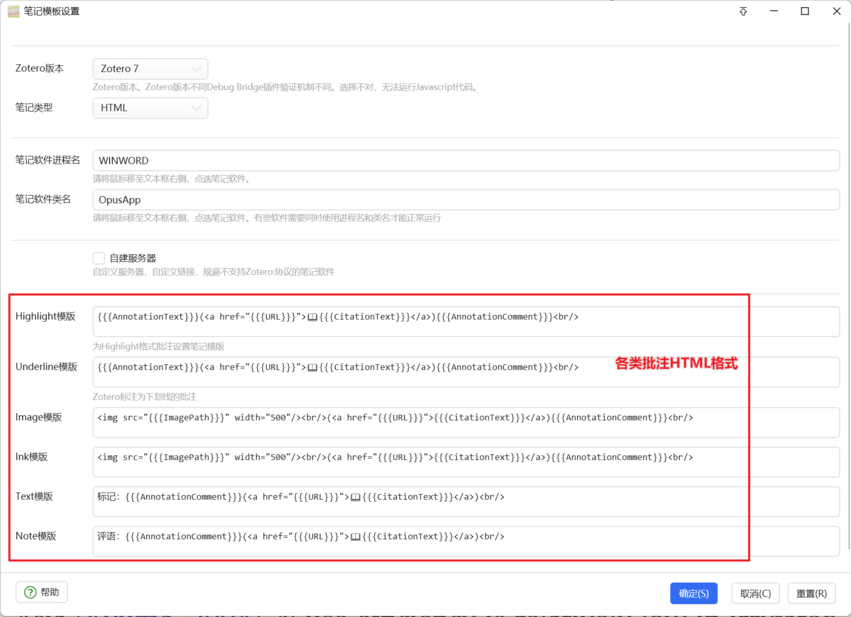 笔记模板设置
Zotero版本
Zotero 7
Zotero版本。Zotero版本不同Debug Bridge插件验证机制不同。选择不对，无法运行Javascript代码。
笔记类型
HTML
笔记软件进程名
WINWORD
请将鼠标移至文本框右侧，点选笔记软件。
笔记软件类名
OpusApp
请将鼠标移至文本框右侧，点选笔记软件。有些软件需要同时使用进程名和类名才能正常运行
自建服务器
自定义服务器，自定义链接，规避不支持Zotero:协议的笔记软件
Highlight模版
{{{AnnotationText}}}(<a href="{{{URL}}}">🕮{{{CitationText}}}</a>){{{AnnotationComment}}}<br/>
为Highlight格式批注设置笔记模版
Underline模版
{{{AnnotationText}}}(<a href="{{{URL}}}">🕮{{{CitationText}}}</a>){{{AnnotationComment}}}<br/>
各类批注HTML格式
Zotero标注为下划线的批注
Image模版
<img src="{{{ImagePath}}}" width="500"/><br/>(<a href="{{{URL}}}">{{{CitationText}}}</a>){{{AnnotationComment}}}<br/>
Ink模版
<img src="{{{ImagePath}}}" width="500"/><br/>(<a href="{{{URL}}}">{{{CitationText}}}</a>){{{AnnotationComment}}}<br/>
Text模版
标记：{{{AnnotationComment}}}(<a href="{{{URL}}}">🕮{{{CitationText}}}</a>)<br/>
Note模版
评语：{{{AnnotationComment}}}(<a href="{{{URL}}}">🕮{{{CitationText}}}</a>)<br/>
帮助
确定(S)
取消(C)
重置(R)